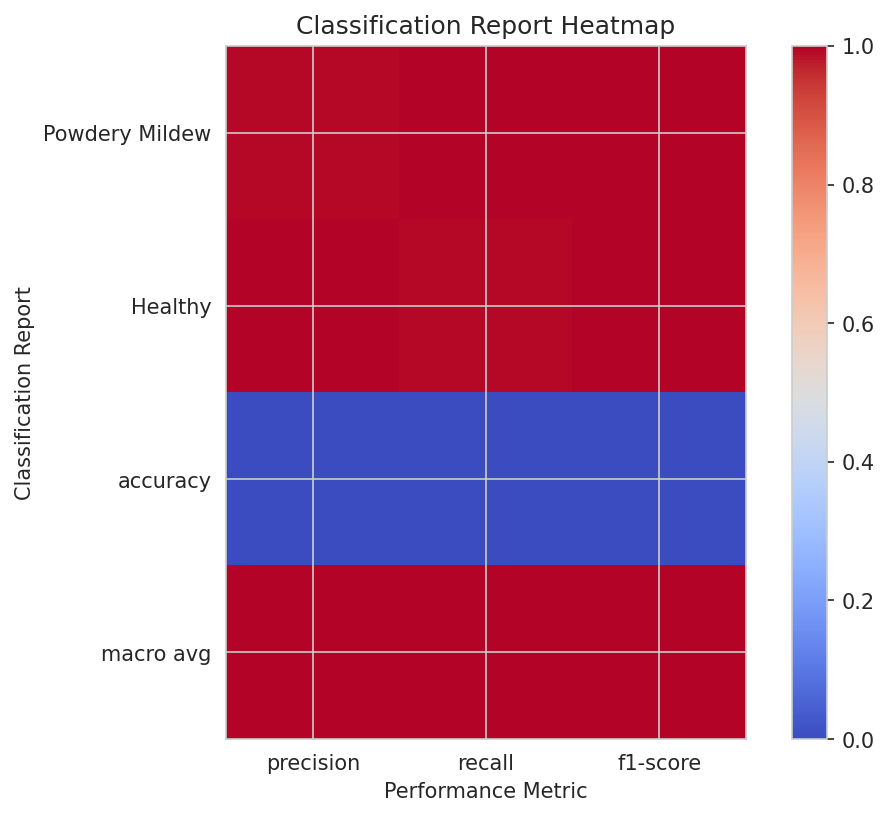 Classification Report Heatmap
Classification Report
Powdery Mildew
Healthy
accuracy
macro avg
precision recall f1-score
Performance Metric
1.0
0.8
0.6
0.4
0.2
0.0